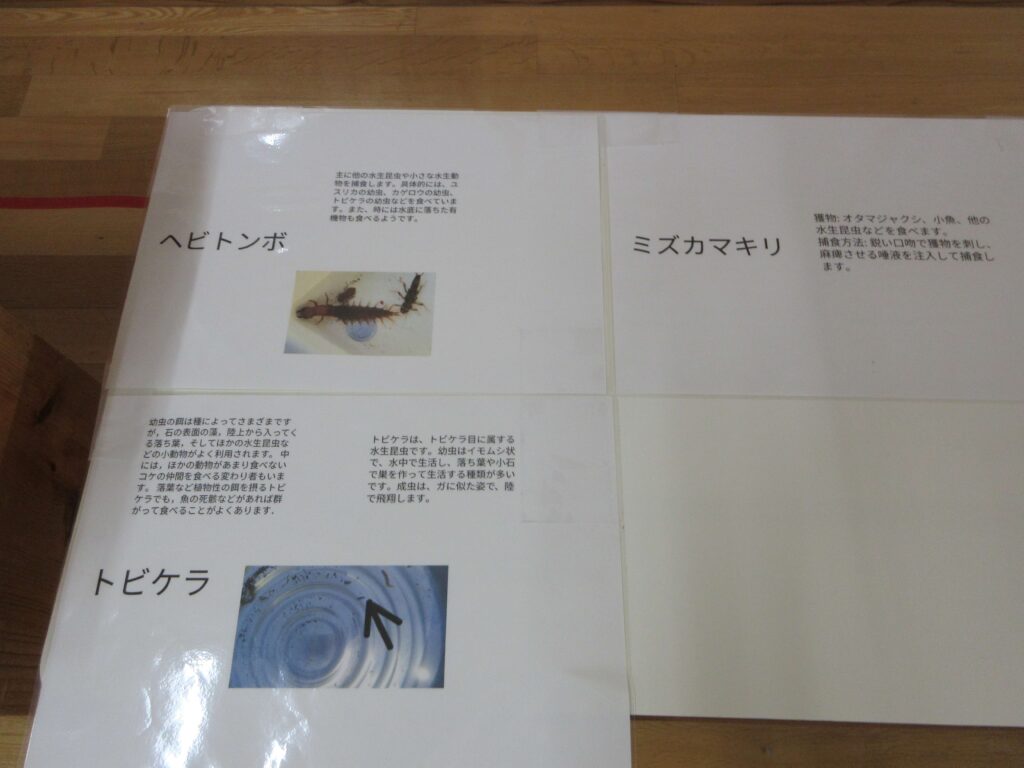 主に他の水生昆虫や小さな水生動
物を捕食します。具体的には、ユ
スリカの幼虫、カゲロウの幼虫、
トビケラの幼虫などを食べていま
す。また、時には水底に落ちた有
機物も食べるようです。
ヘビトンボ
獲物: オタマジャクシ、小魚、他の
水生昆虫などを食べます。
捕食方法: 鋭い口吻で獲物を刺し、
麻痺させる唾液を注入して捕食し
ます。
ミズカマキリ
幼虫の餌は種によってさまざまです
が，石の表面の藻，陸上から入ってく
る落ち葉，そしてほかの水生昆虫な
どの小動物がよく利用されます。 中
には，ほかの動物があまり食べない
コケの仲間を食べる変わり者もいま
す。 落葉など植物性の餌を摂るトビ
ケラでも，魚の死骸などがあれば群
がって食べることがよくあります．
トビケラは、トビケラ目に属する
水生昆虫です。幼虫はイモムシ状
で、水中で生活し、落ち葉や小石
で巣を作って生活する種類が多い
です。成虫は、ガに似た姿で、陸
で飛翔します。
トビケラ